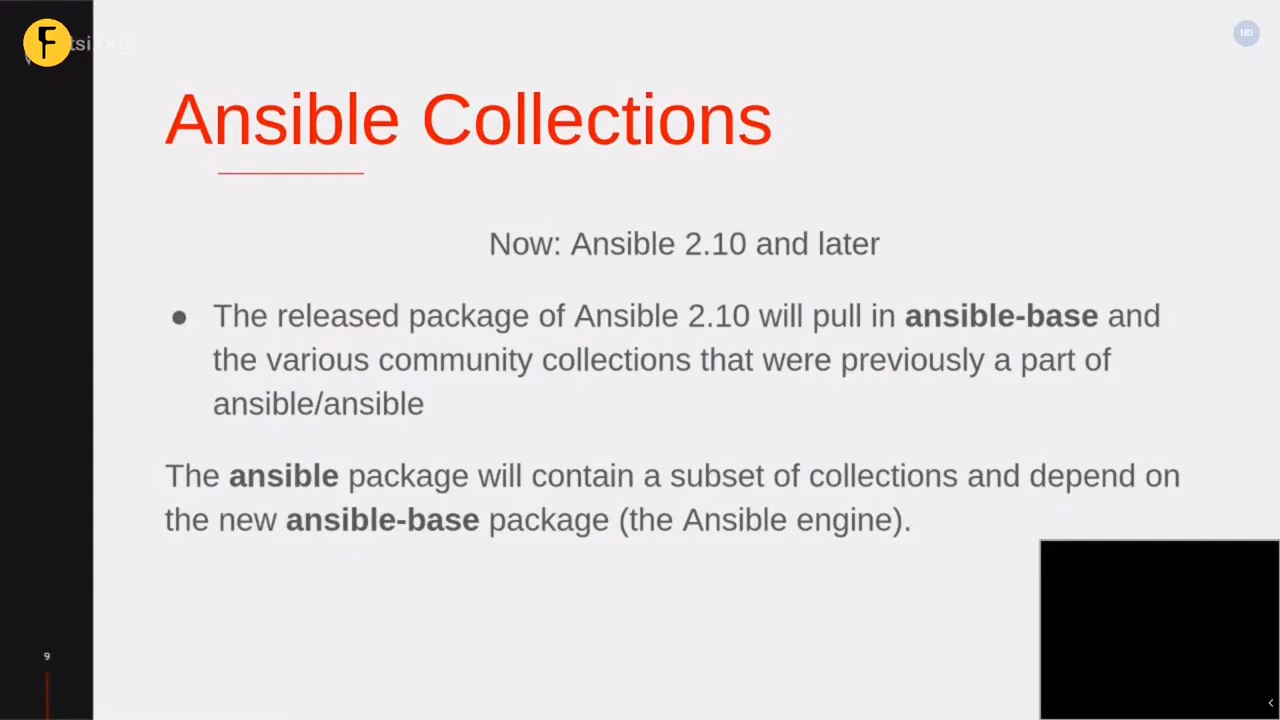 F
HD
Ansible Collections
Now: Ansible 2.10 and later
● The released package of Ansible 2.10 will pull in ansible-base and
the various community collections that were previously a part of
ansible/ansible
The ansible package will contain a subset of collections and depend on
the new ansible-base package (the Ansible engine).
9